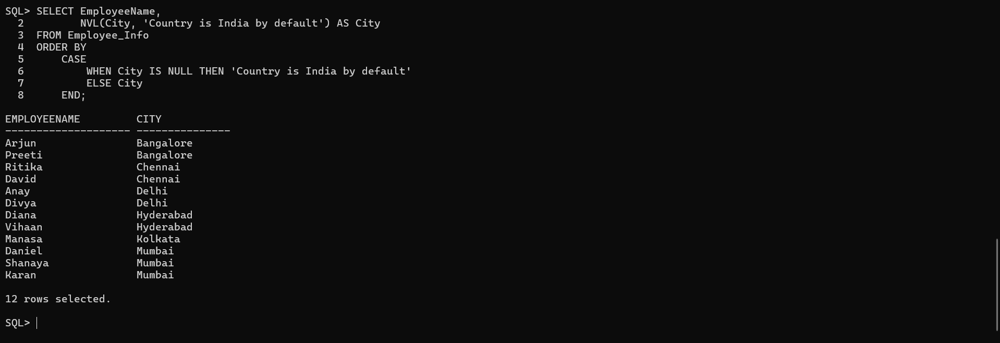 SQL> SELECT EmployeeName,
  2         NVL(City, 'Country is India by default') AS City
  3  FROM Employee_Info
  4  ORDER BY
  5      CASE
  6          WHEN City IS NULL THEN 'Country is India by default'
  7          ELSE City
  8      END;

EMPLOYEENAME         CITY
-------------------- ---------------
Arjun                Bangalore
Preeti               Bangalore
Ritika               Chennai
David                Chennai
Anay                 Delhi
Divya                Delhi
Diana                Hyderabad
Vihaan               Hyderabad
Manasa               Kolkata
Daniel               Mumbai
Shanaya              Mumbai
Karan                Mumbai

12 rows selected.

SQL>